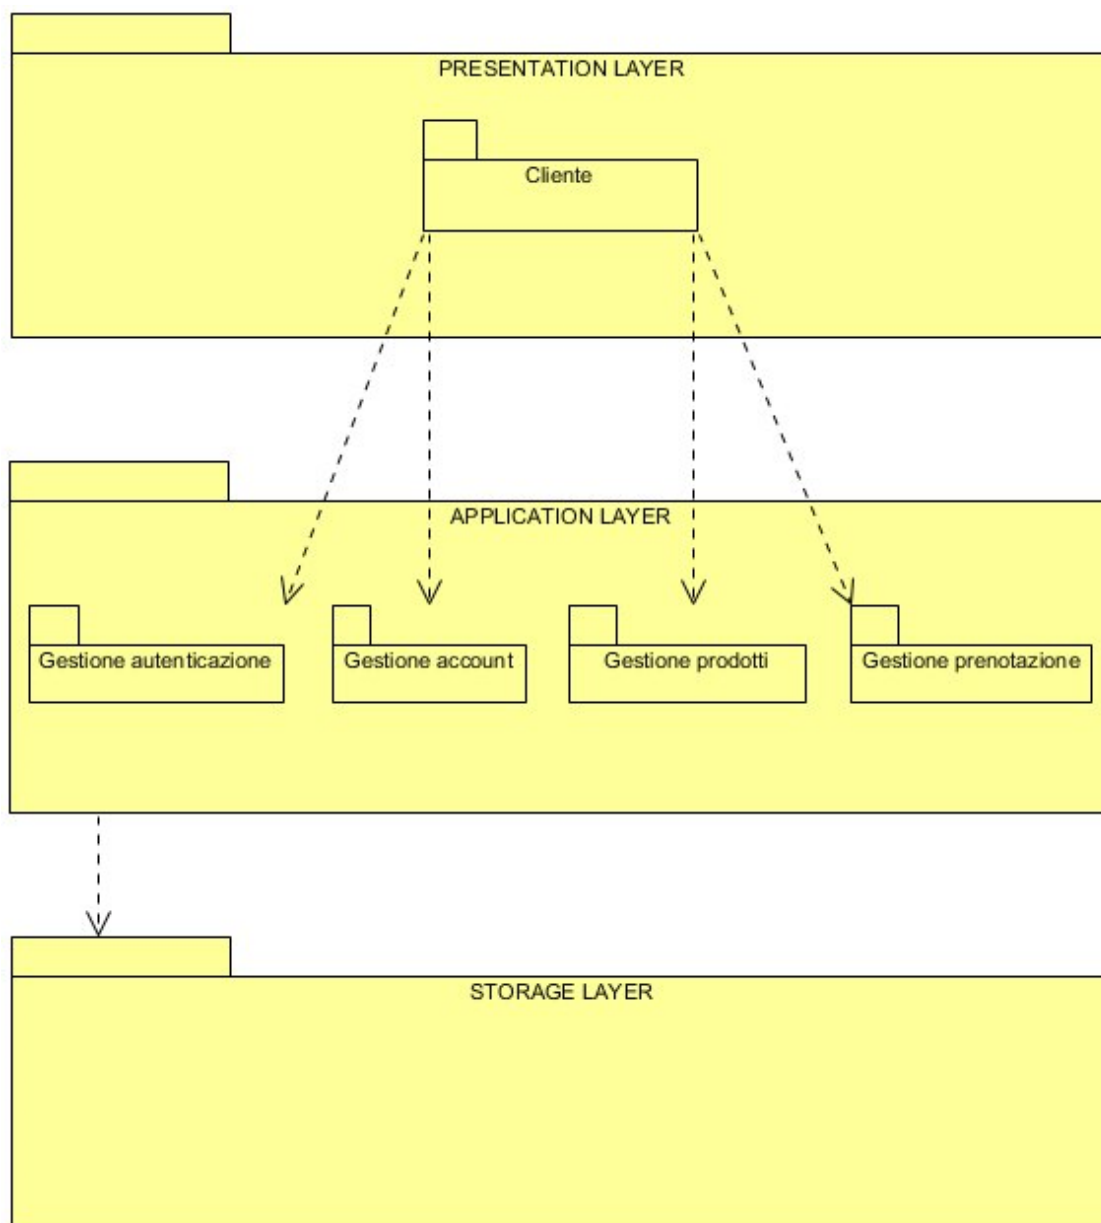 PRESENTATION LAYER
Cliente
APPLICATION LAYER
Gestione autenticazione
Gestione account
Gestione prodotti
Gestione prenotazione
STORAGE LAYER